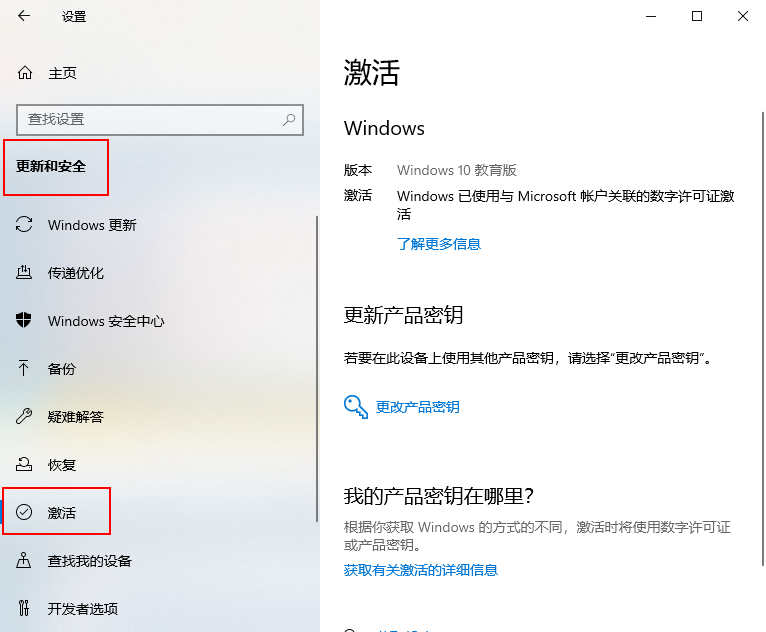 设置
主页
查找设置
更新和安全
Windows 更新
传递优化
Windows 安全中心
备份
疑难解答
恢复
激活
查找我的设备
开发者选项
激活
Windows
版本 Windows 10 教育版
激活 Windows 已使用与 Microsoft 帐户关联的数字许可证激
活
了解更多信息
更新产品密钥
若要在此设备上使用其他产品密钥，请选择“更改产品密钥”。
更改产品密钥
我的产品密钥在哪里？
根据你获取 Windows 的方式的不同，激活时将使用数字许可证
或产品密钥。
获取有关激活的详细信息